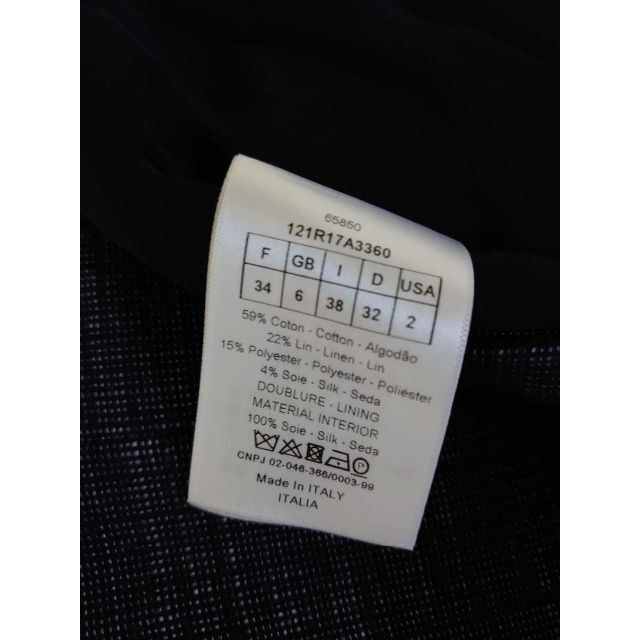 65850
121R17A3360
F GB I D USA
34 6 38 32 2
59% Coton - Cotton - Algodão
22% Lin - Linen - Lin
15% Polyester - Polyester - Poliéster
4% Soie - Silk - Seda
DOUBLURE - LINING
MATERIAL INTERIOR
100% Soie - Silk - Seda
P
CNPJ 02-046-366/0003-99
Made In ITALY
ITALIA